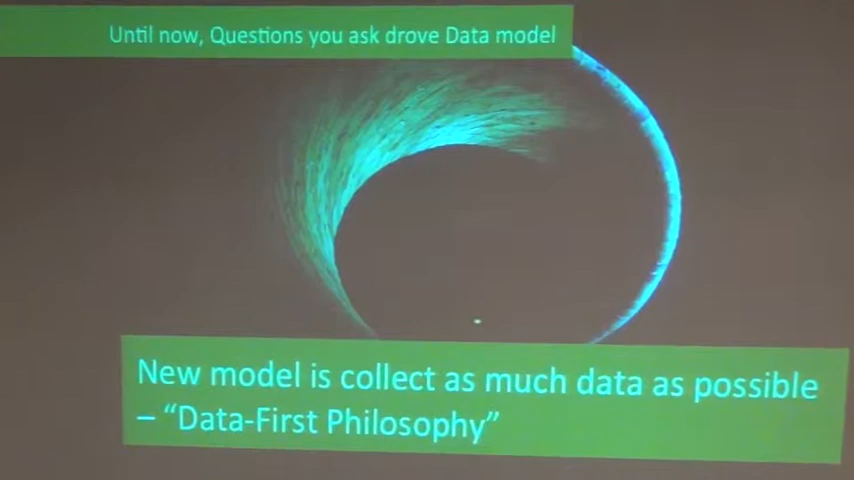 Until now, Questions you ask drove Data model
New model is collect as much data as possible
– “Data-First Philosophy”